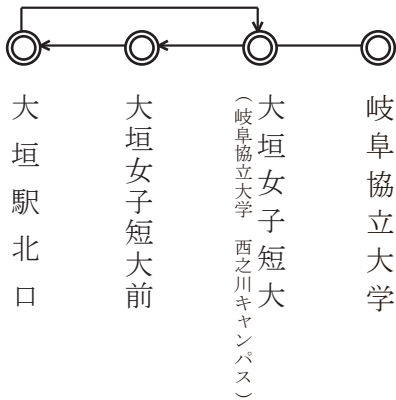 岐阜協立大学
大垣女子短大
（岐阜協立大学　西之川キャンパス）
大垣女子短大前
大垣駅北口